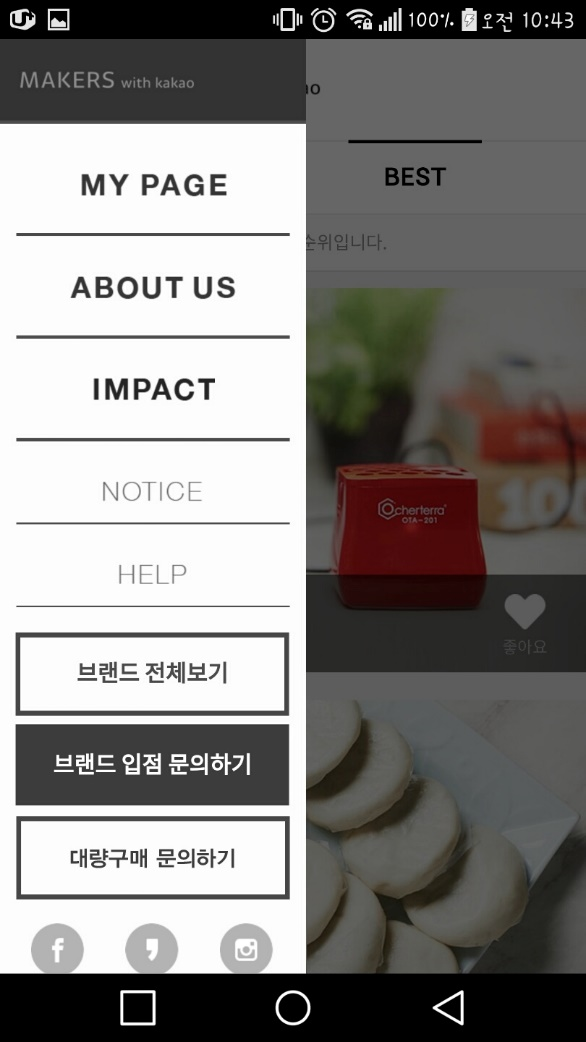 100% 오전 10:43
MAKERS with kakao
MY PAGE
BEST
ABOUT US
순위입니다.
IMPACT
NOTICE
Ocherterra
OTA-201
HELP
좋아요
브랜드 전체보기
브랜드 입점 문의하기
대량구매 문의하기